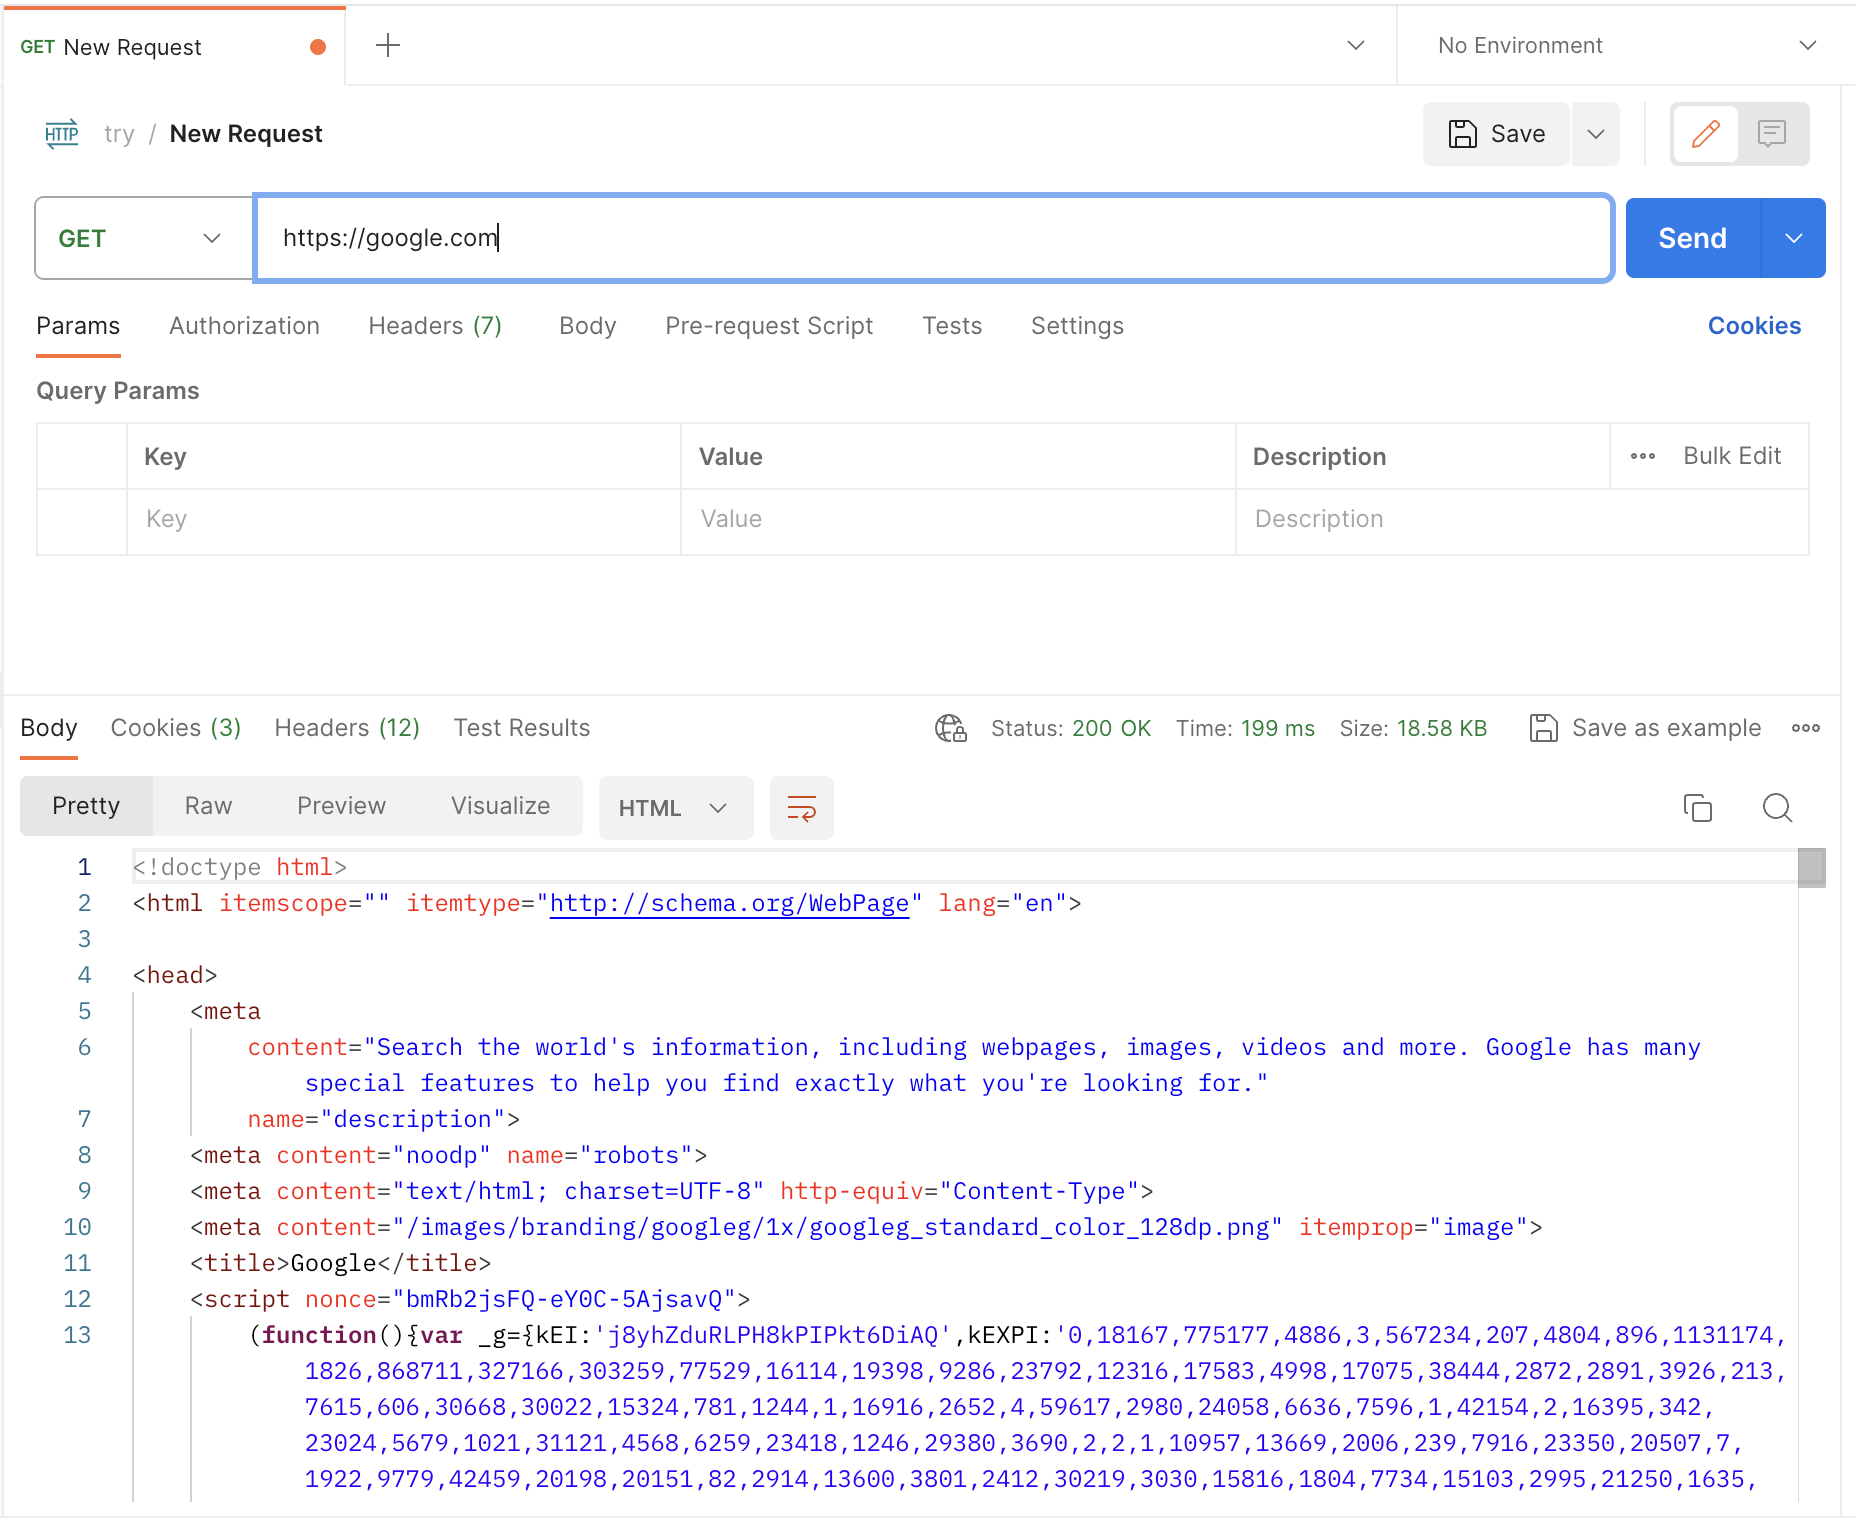 GET New Request
No Environment
HTTP try / New Request
Save
GET https://google.com Send
Params Authorization Headers (7) Body Pre-request Script Tests Settings Cookies
Query Params
Key Value Description Bulk Edit
Key Value Description
Body Cookies (3) Headers (12) Test Results Status: 200 OK Time: 199 ms Size: 18.58 KB Save as example
Pretty Raw Preview Visualize HTML
1 <!doctype html>
2 <html itemscope="" itemtype="http://schema.org/WebPage" lang="en">
3
4 <head>
5 <meta
6 content="Search the world's information, including webpages, images, videos and more. Google has many
special features to help you find exactly what you're looking for."
7 name="description">
8 <meta content="noodp" name="robots">
9 <meta content="text/html; charset=UTF-8" http-equiv="Content-Type">
10 <meta content="/images/branding/googleg/1x/googleg_standard_color_128dp.png" itemprop="image">
11 <title>Google</title>
12 <script nonce="bmRb2jsFQ-eY0C-5AjsavQ">
13 (function(){var _g={kEI:'j8yhZduRLPH8kPIPkt6DiAQ',kEXPI:'0,18167,775177,4886,3,567234,207,4804,896,1131174,
1826,868711,327166,303259,77529,16114,19398,9286,23792,12316,17583,4998,17075,38444,2872,2891,3926,213,
7615,606,30668,30022,15324,781,1244,1,16916,2652,4,59617,2980,24058,6636,7596,1,42154,2,16395,342,
23024,5679,1021,31121,4568,6259,23418,1246,29380,3690,2,2,1,10957,13669,2006,239,7916,23350,20507,7,
1922,9779,42459,20198,20151,82,2914,13600,3801,2412,30219,3030,15816,1804,7734,15103,2995,21250,1635,